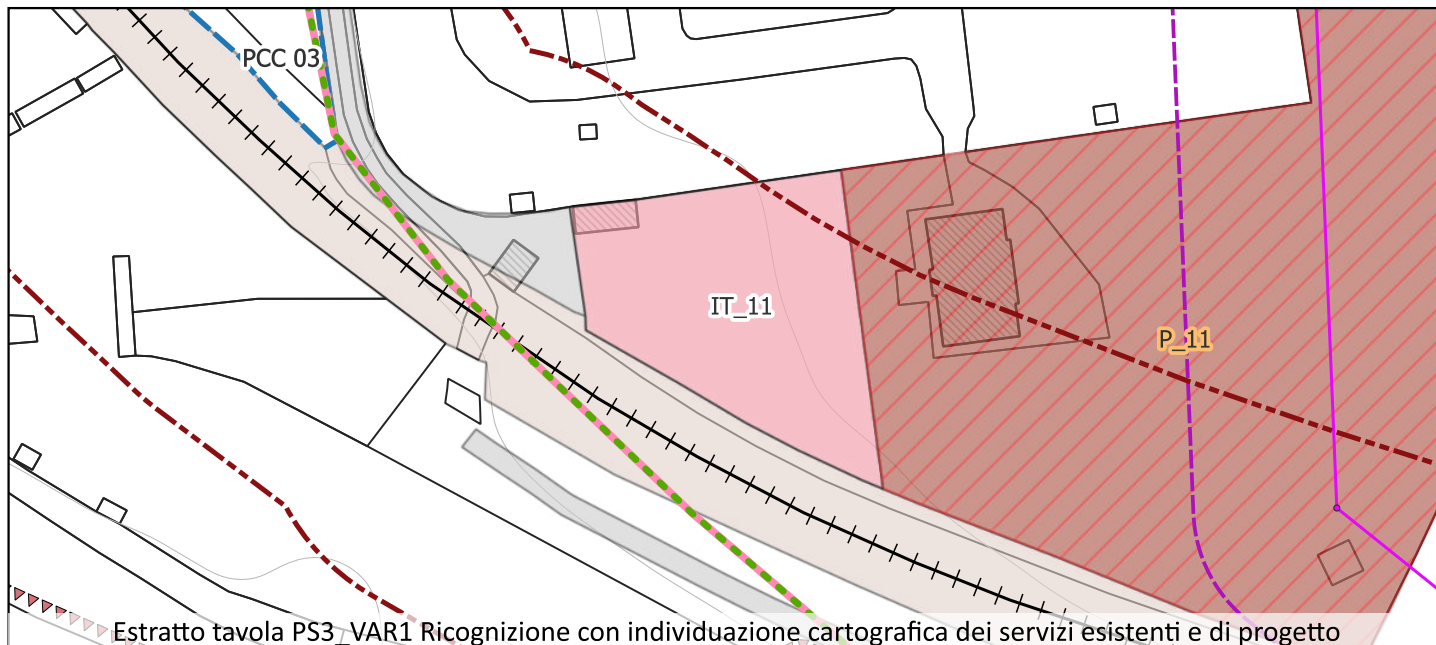 PCC 03
IT_11
P_11
Estratto tavola PS3_VAR1 Ricognizione con individuazione cartografica dei servizi esistenti e di progetto